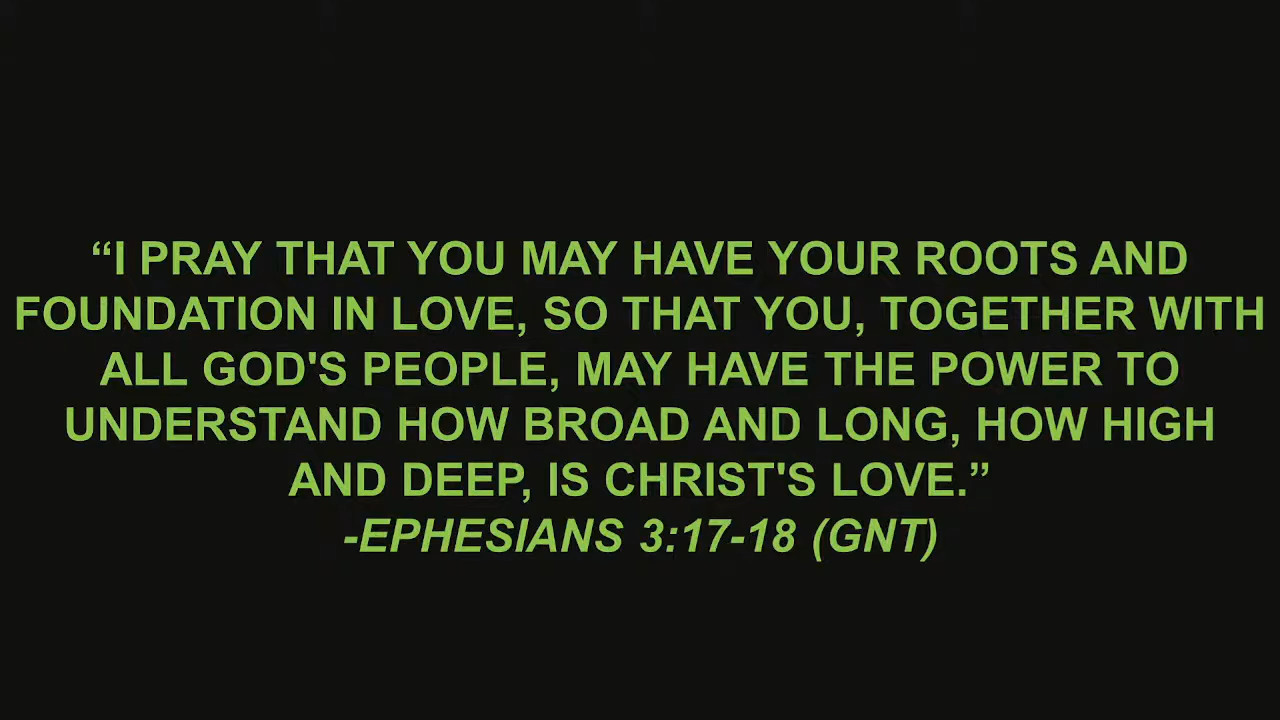 “I PRAY THAT YOU MAY HAVE YOUR ROOTS AND
FOUNDATION IN LOVE, SO THAT YOU, TOGETHER WITH
ALL GOD'S PEOPLE, MAY HAVE THE POWER TO
UNDERSTAND HOW BROAD AND LONG, HOW HIGH
AND DEEP, IS CHRIST'S LOVE.”
-EPHESIANS 3:17-18 (GNT)